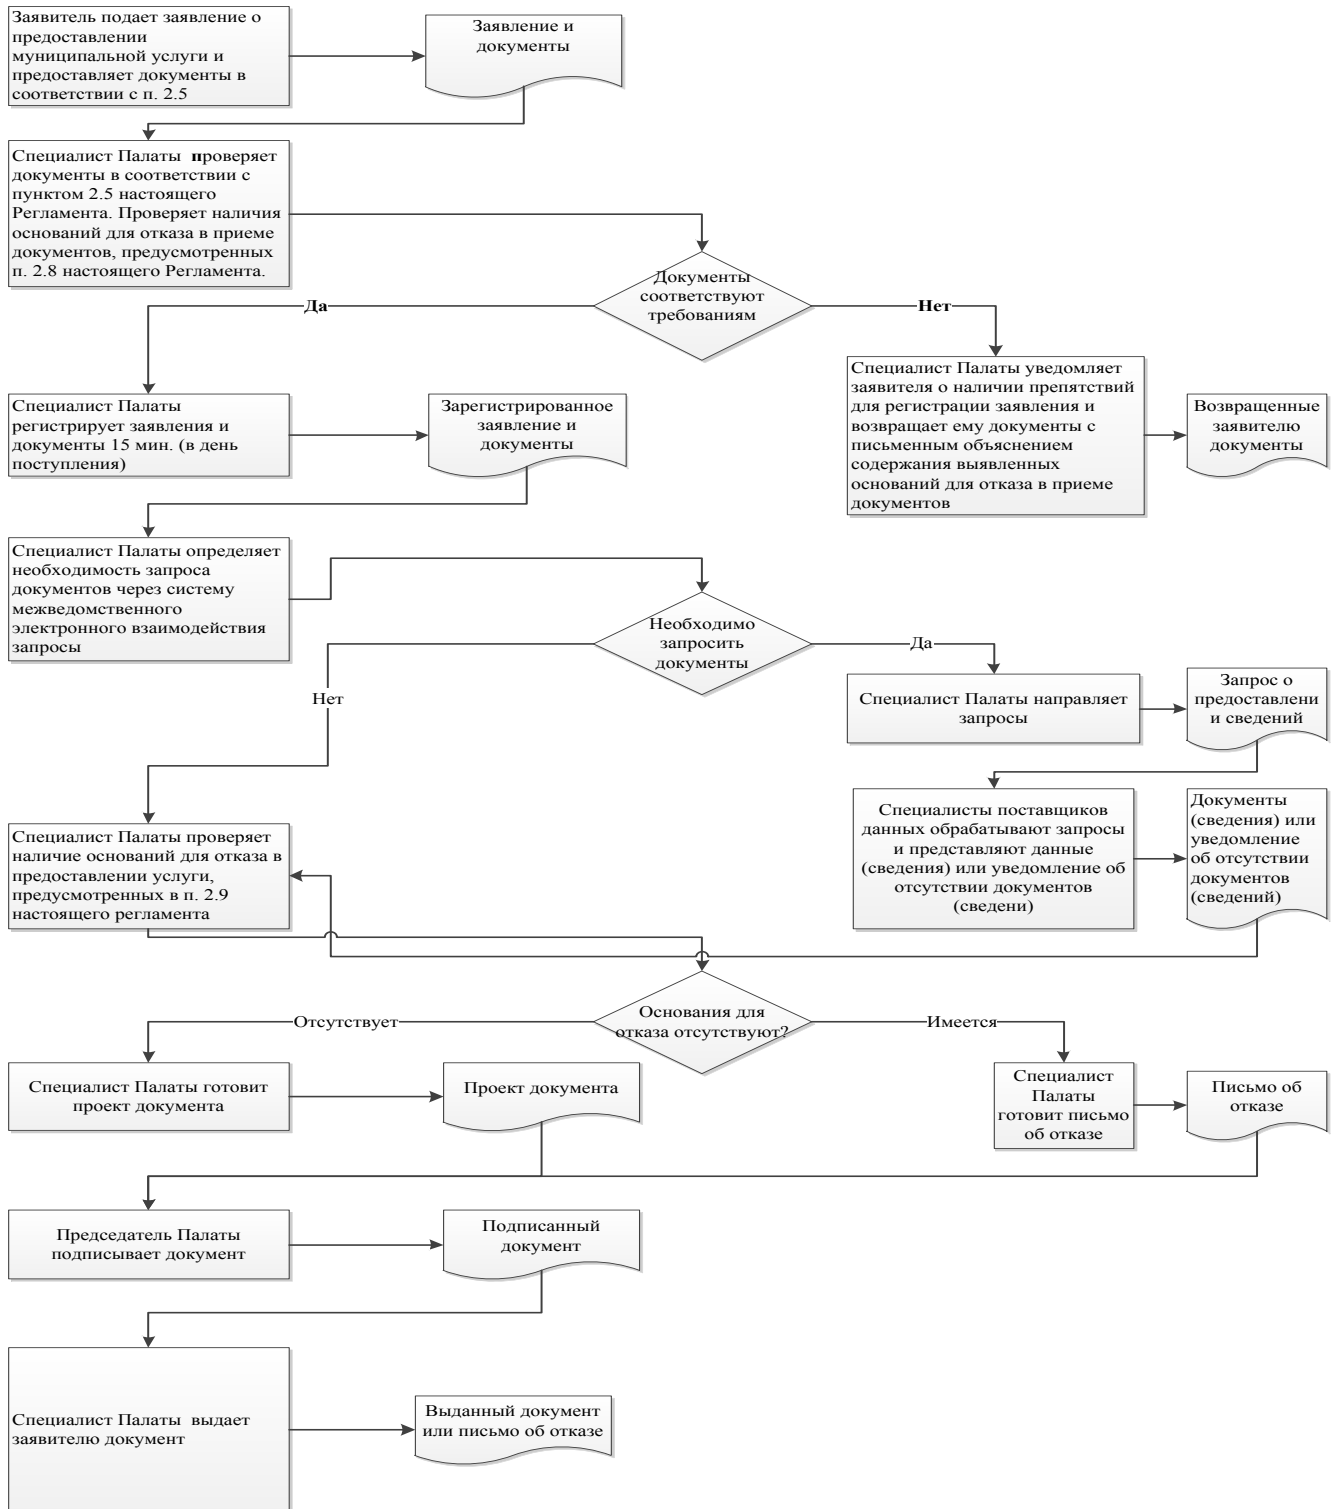 Заявитель подает заявление о
предоставлении
муниципальной услуги и
предоставляет документы в
соответствии с п. 2.5
Заявление и
документы
Специалист Палаты проверяет
документы в соответствии с
пунктом 2.5 настоящего
Регламента. Проверяет наличия
оснований для отказа в приеме
документов, предусмотренных
п. 2.8 настоящего Регламента.
Документы
соответствуют
требованиям
Да
Нет
Специалист Палаты
регистрирует заявления и
документы 15 мин. (в день
поступления)
Зарегистрированное
заявление и
документы
Специалист Палаты уведомляет
заявителя о наличии препятствий
для регистрации заявления и
возвращает ему документы с
письменным объяснением
содержания выявленных
оснований для отказа в приеме
документов
Возвращенные
заявителю
документы
Специалист Палаты определяет
необходимость запроса
документов через систему
межведомственного
электронного взаимодействия
запросы
Необходимо
запросить
документы
Да
Нет
Специалист Палаты направляет
запросы
Запрос о
предоставлени
и сведений
Специалисты поставщиков
данных обрабатывают запросы
и представляют данные
(сведения) или уведомление об
отсутствии документов
(сведени)
Документы
(сведения) или
уведомление
об отсутствии
документов
(сведений)
Специалист Палаты проверяет
наличие оснований для отказа в
предоставлении услуги,
предусмотренных в п. 2.9
настоящего регламента
Основания для
отказа отсутствуют?
Отсутствует
Имеется
Специалист Палаты готовит
проект документа
Проект документа
Специалист
Палаты
готовит письмо
об отказе
Письмо об
отказе
Председатель Палаты
подписывает документ
Подписанный
документ
Специалист Палаты выдает
заявителю документ
Выданный документ
или письмо об отказе